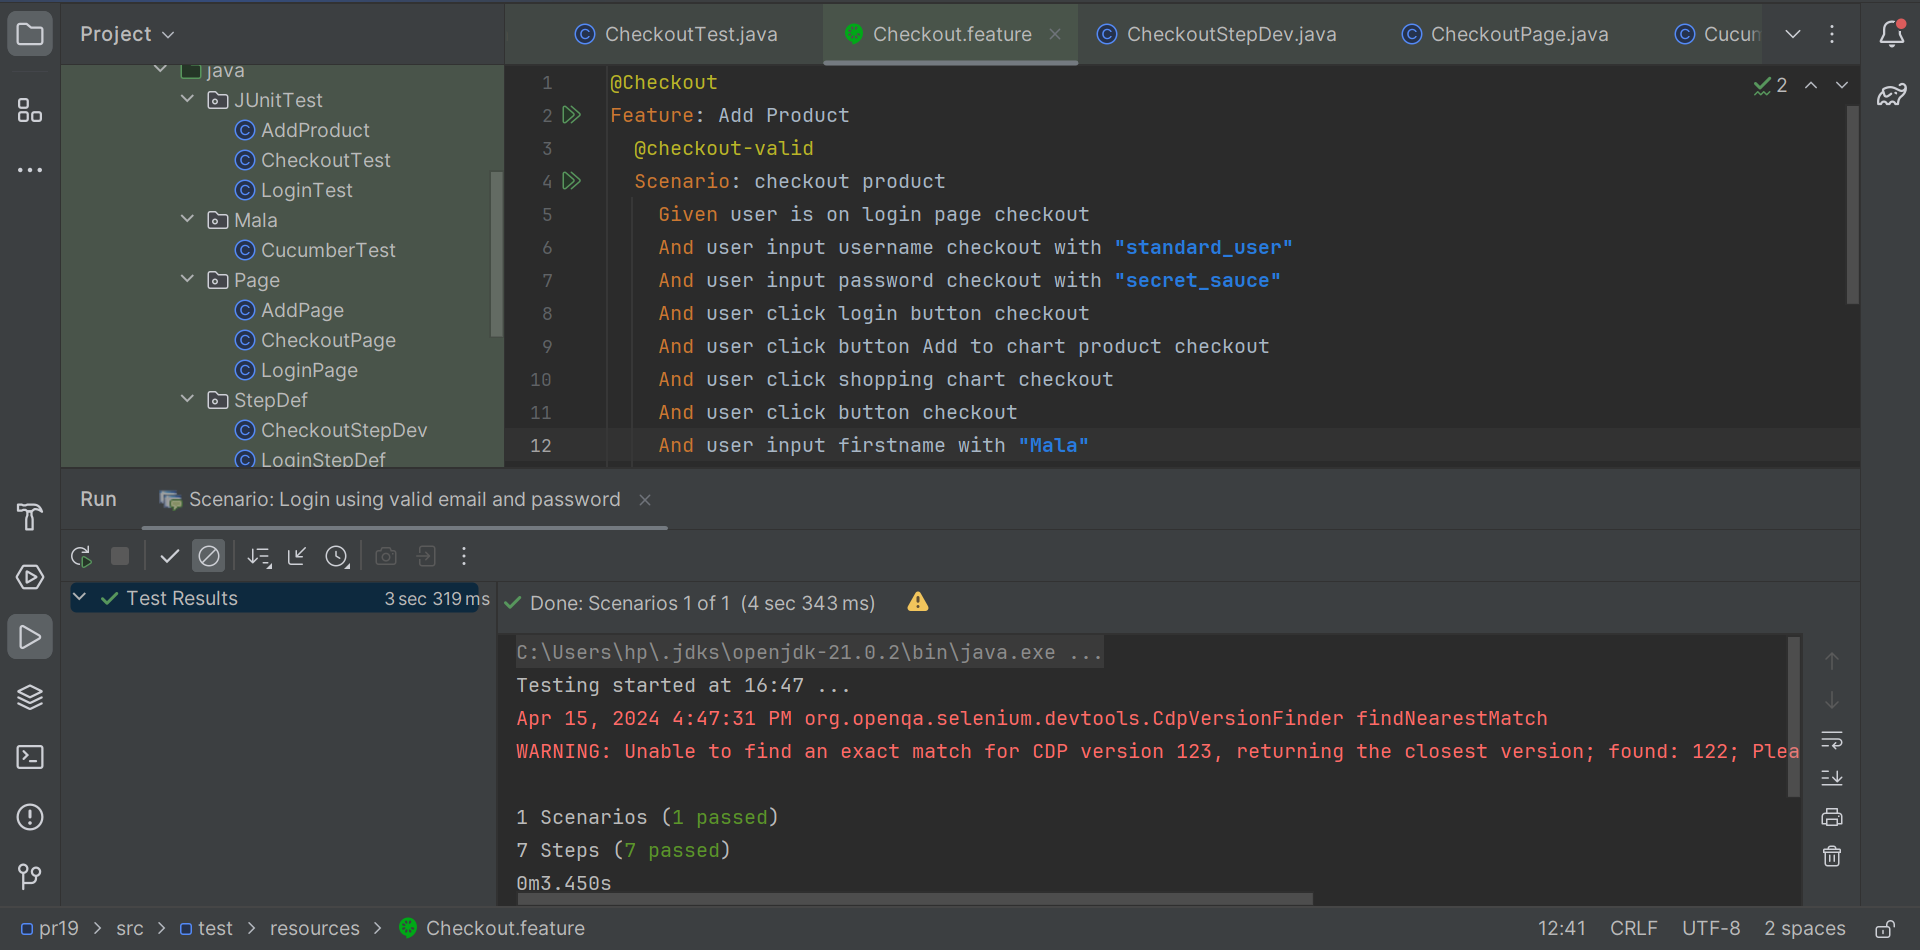 Project
CheckoutTest.java
Checkout.feature
CheckoutStepDev.java
CheckoutPage.java
java
JUnitTest
AddProduct
CheckoutTest
LoginTest
Mala
CucumberTest
Page
AddPage
CheckoutPage
LoginPage
StepDef
CheckoutStepDev
LoginStepDef
1 @Checkout
2 Feature: Add Product
3 @checkout-valid
4 Scenario: checkout product
5 Given user is on login page checkout
6 And user input username checkout with "standard_user"
7 And user input password checkout with "secret_sauce"
8 And user click login button checkout
9 And user click button Add to chart product checkout
10 And user click shopping chart checkout
11 And user click button checkout
12 And user input firstname with "Mala"
2
Run
Scenario: Login using valid email and password
Test Results 3 sec 319 ms
Done: Scenarios 1 of 1 (4 sec 343 ms)
C:\Users\hp\.jdks\openjdk-21.0.2\bin\java.exe ...
Testing started at 16:47 ...
Apr 15, 2024 4:47:31 PM org.openqa.selenium.devtools.CdpVersionFinder findNearestMatch
WARNING: Unable to find an exact match for CDP version 123, returning the closest version; found: 122; Plea
1 Scenarios (1 passed)
7 Steps (7 passed)
0m3.450s
pr19 > src > test > resources > Checkout.feature
12:41 CRLF UTF-8 2 spaces